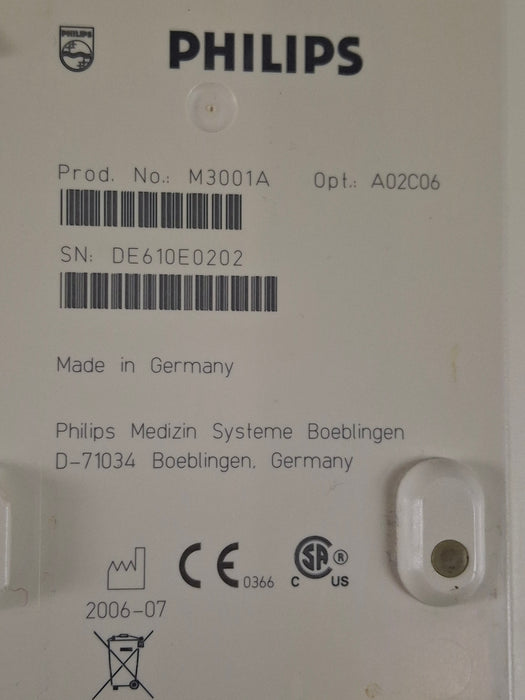 PHILIPS
PHILIPS
Prod. No.: M3001A Opt.: A02C06
SN: DE610E0202
Made in Germany
Philips Medizin Systeme Boeblingen
D-71034 Boeblingen, Germany
CE 0366
SA ®
C US
2006-07